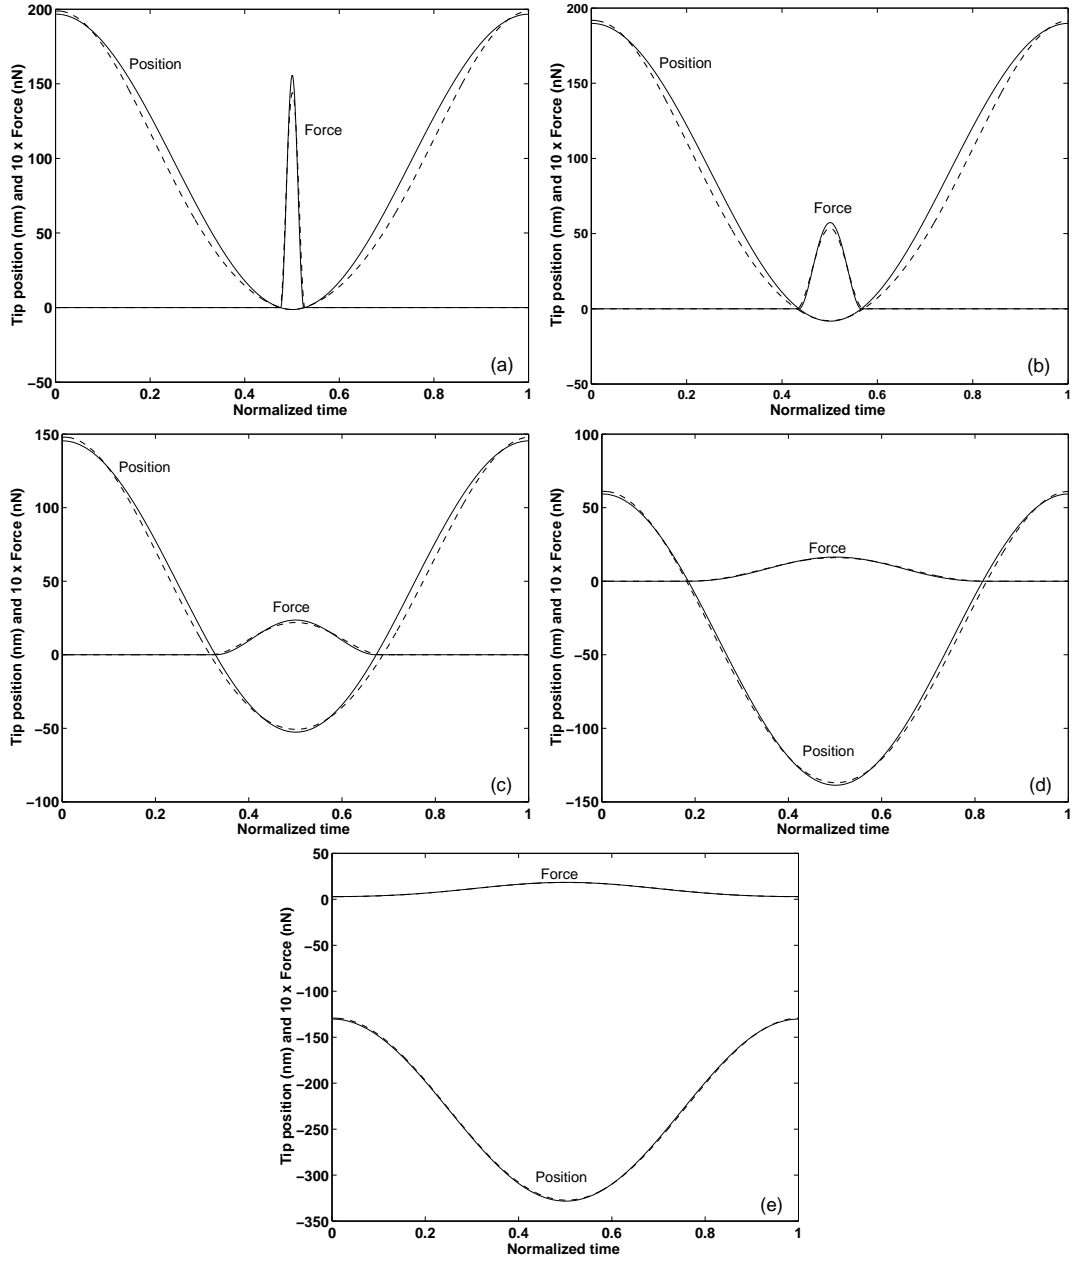 Tip position (nm) and 10 x Force (nN)
200
150
100
50
0
−50
Position
Force
(a)
0 0.2 0.4 0.6 0.8 1
Normalized time
Tip position (nm) and 10 x Force (nN)
200
150
100
50
0
−50
Position
Force
(b)
0 0.2 0.4 0.6 0.8 1
Normalized time
Tip position (nm) and 10 x Force (nN)
150
100
50
0
−50
−100
Position
Force
(c)
0 0.2 0.4 0.6 0.8 1
Normalized time
Tip position (nm) and 10 x Force (nN)
100
50
0
−50
−100
−150
Force
Position
(d)
0 0.2 0.4 0.6 0.8 1
Normalized time
Tip position (nm) and 10 x Force (nN)
50
0
−50
−100
−150
−200
−250
−300
−350
Force
Position
(e)
0 0.2 0.4 0.6 0.8 1
Normalized time